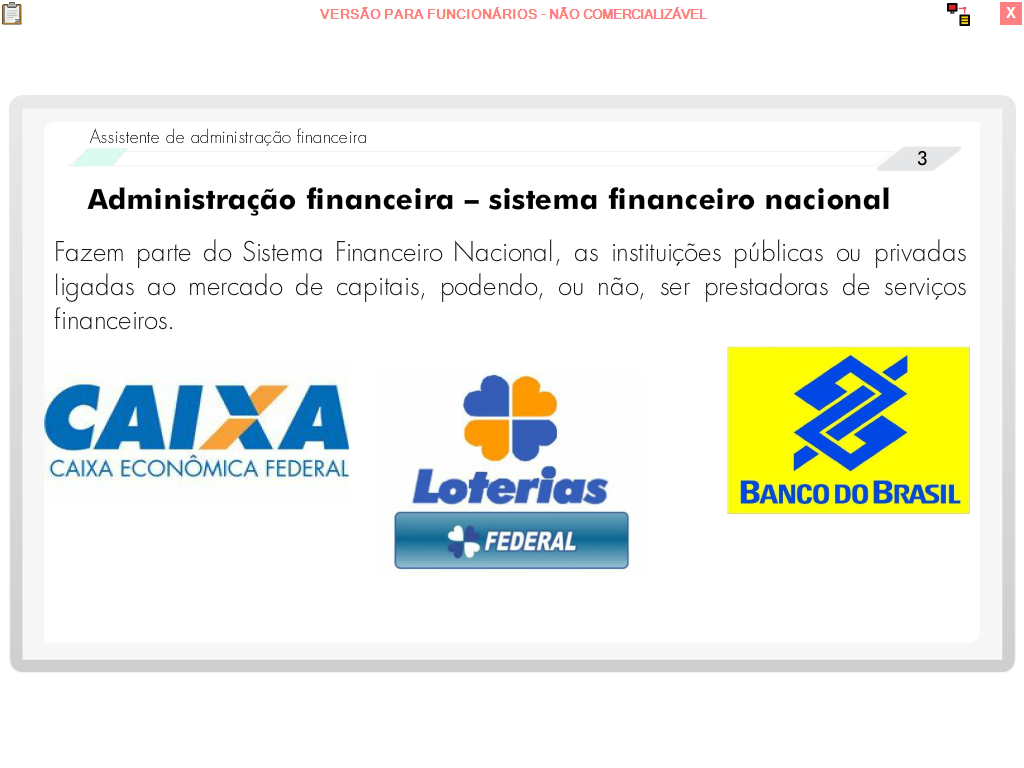 VERSÃO PARA FUNCIONÁRIOS - NÃO COMERCIALIZÁVEL
X
Assistente de administração financeira
3
Administração financeira – sistema financeiro nacional
Fazem parte do Sistema Financeiro Nacional, as instituições públicas ou privadas
ligadas ao mercado de capitais, podendo, ou não, ser prestadoras de serviços
financeiros.
CAIXA
CAIXA ECONÔMICA FEDERAL
Loterias
FEDERAL
BANCO DO BRASIL